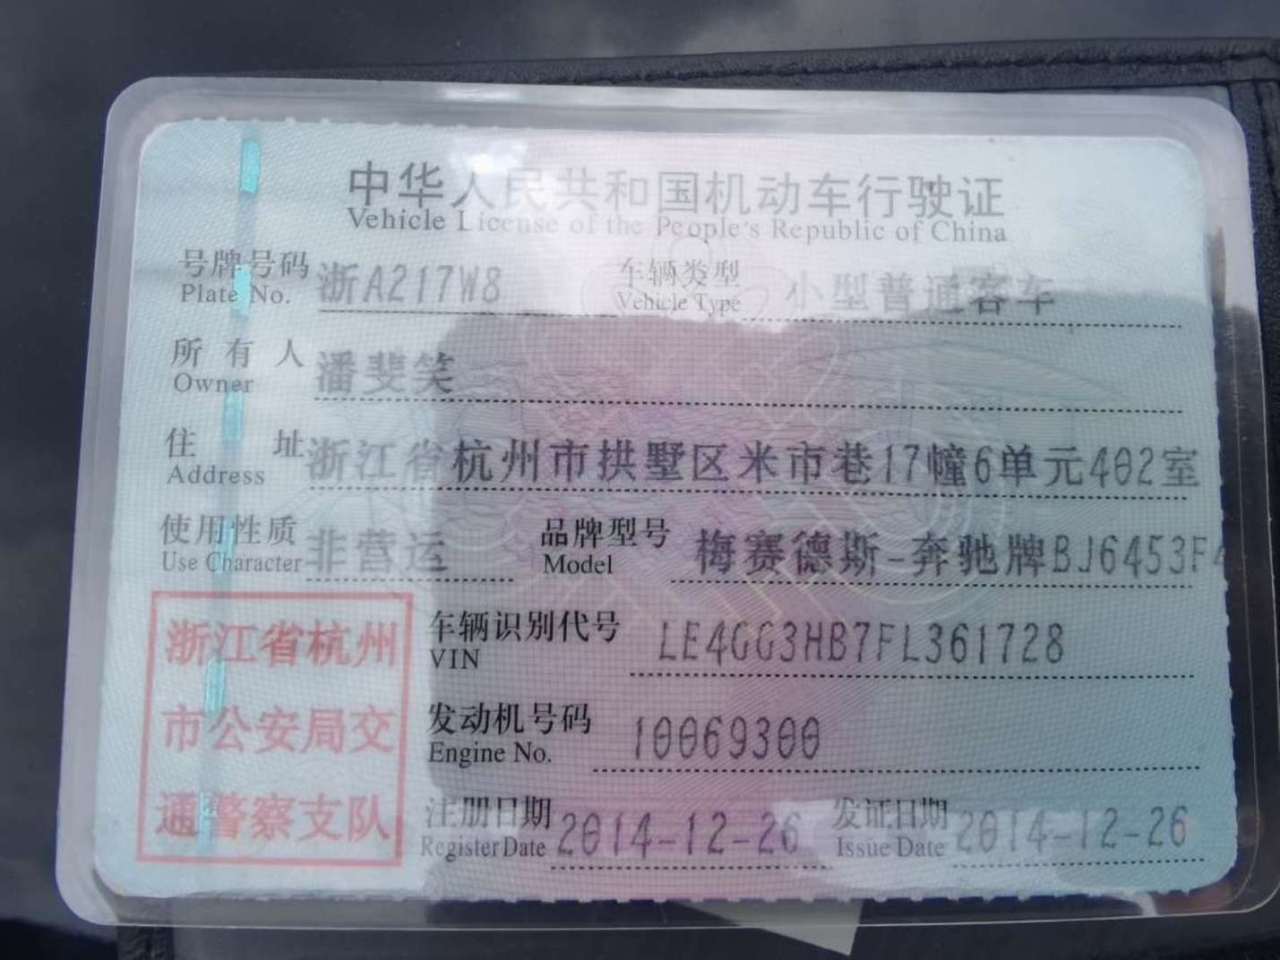 中华人民共和国机动车行驶证
Vehicle License of the People's Republic of China
号牌号码 浙A217W8 车辆类型 小型普通客车
Plate No. Vehicle Type
所有人 潘斐笑
Owner
住址 浙江省杭州市拱墅区米市巷17幢6单元402室
Address
使用性质 非营运 品牌型号 梅赛德斯-奔驰牌BJ6453F4
Use Character Model
浙江省杭州
市公安局交
通警察支队
车辆识别代号 LE4GG3HB7FL361728
VIN
发动机号码 10069300
Engine No.
注册日期 2014-12-26 发证日期 2014-12-26
Register Date Issue Date